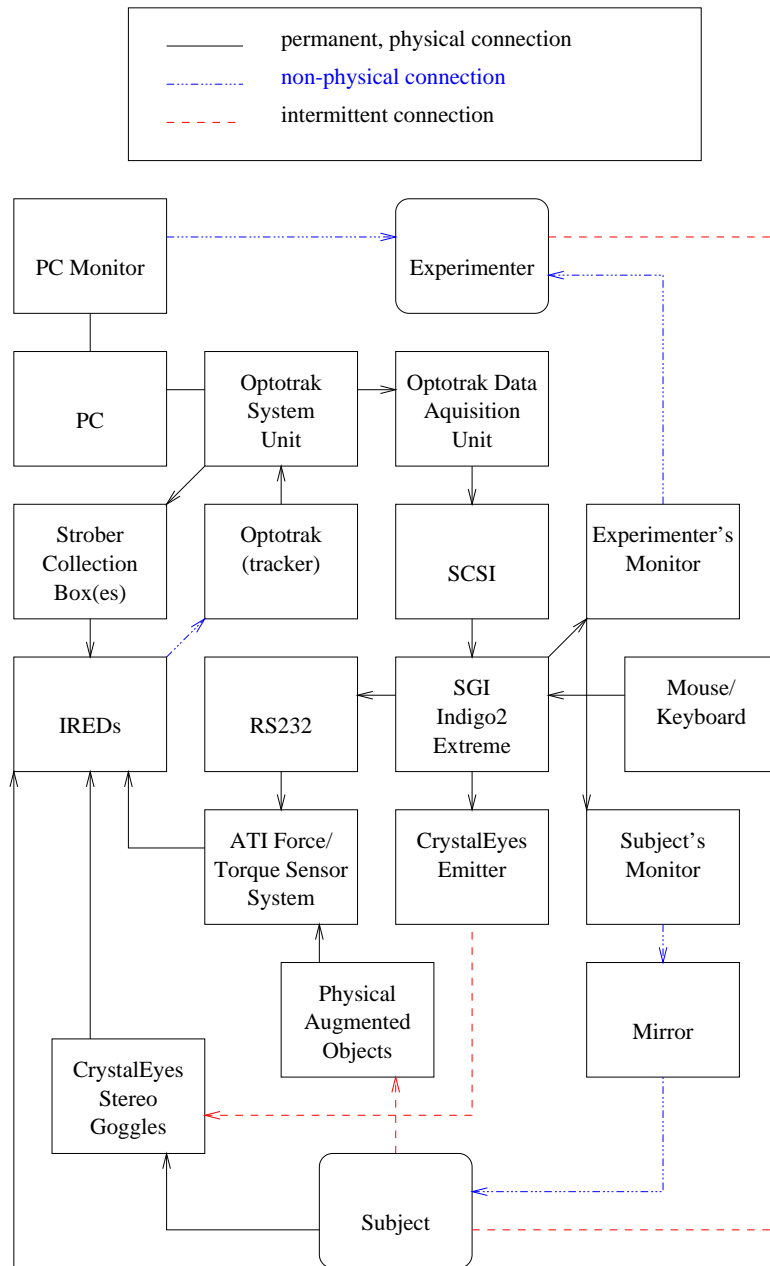 permanent, physical connection
non-physical connection
intermittent connection
PC Monitor
Experimenter
PC
Optotrak
System
Unit
Optotrak Data
Aquisition
Unit
Strober
Collection
Box(es)
Optotrak
(tracker)
SCSI
Experimenter's
Monitor
IREDs
RS232
SGI
Indigo2
Extreme
Mouse/
Keyboard
ATI Force/
Torque Sensor
System
CrystalEyes
Emitter
Subject's
Monitor
Physical
Augmented
Objects
Mirror
CrystalEyes
Stereo
Goggles
Subject